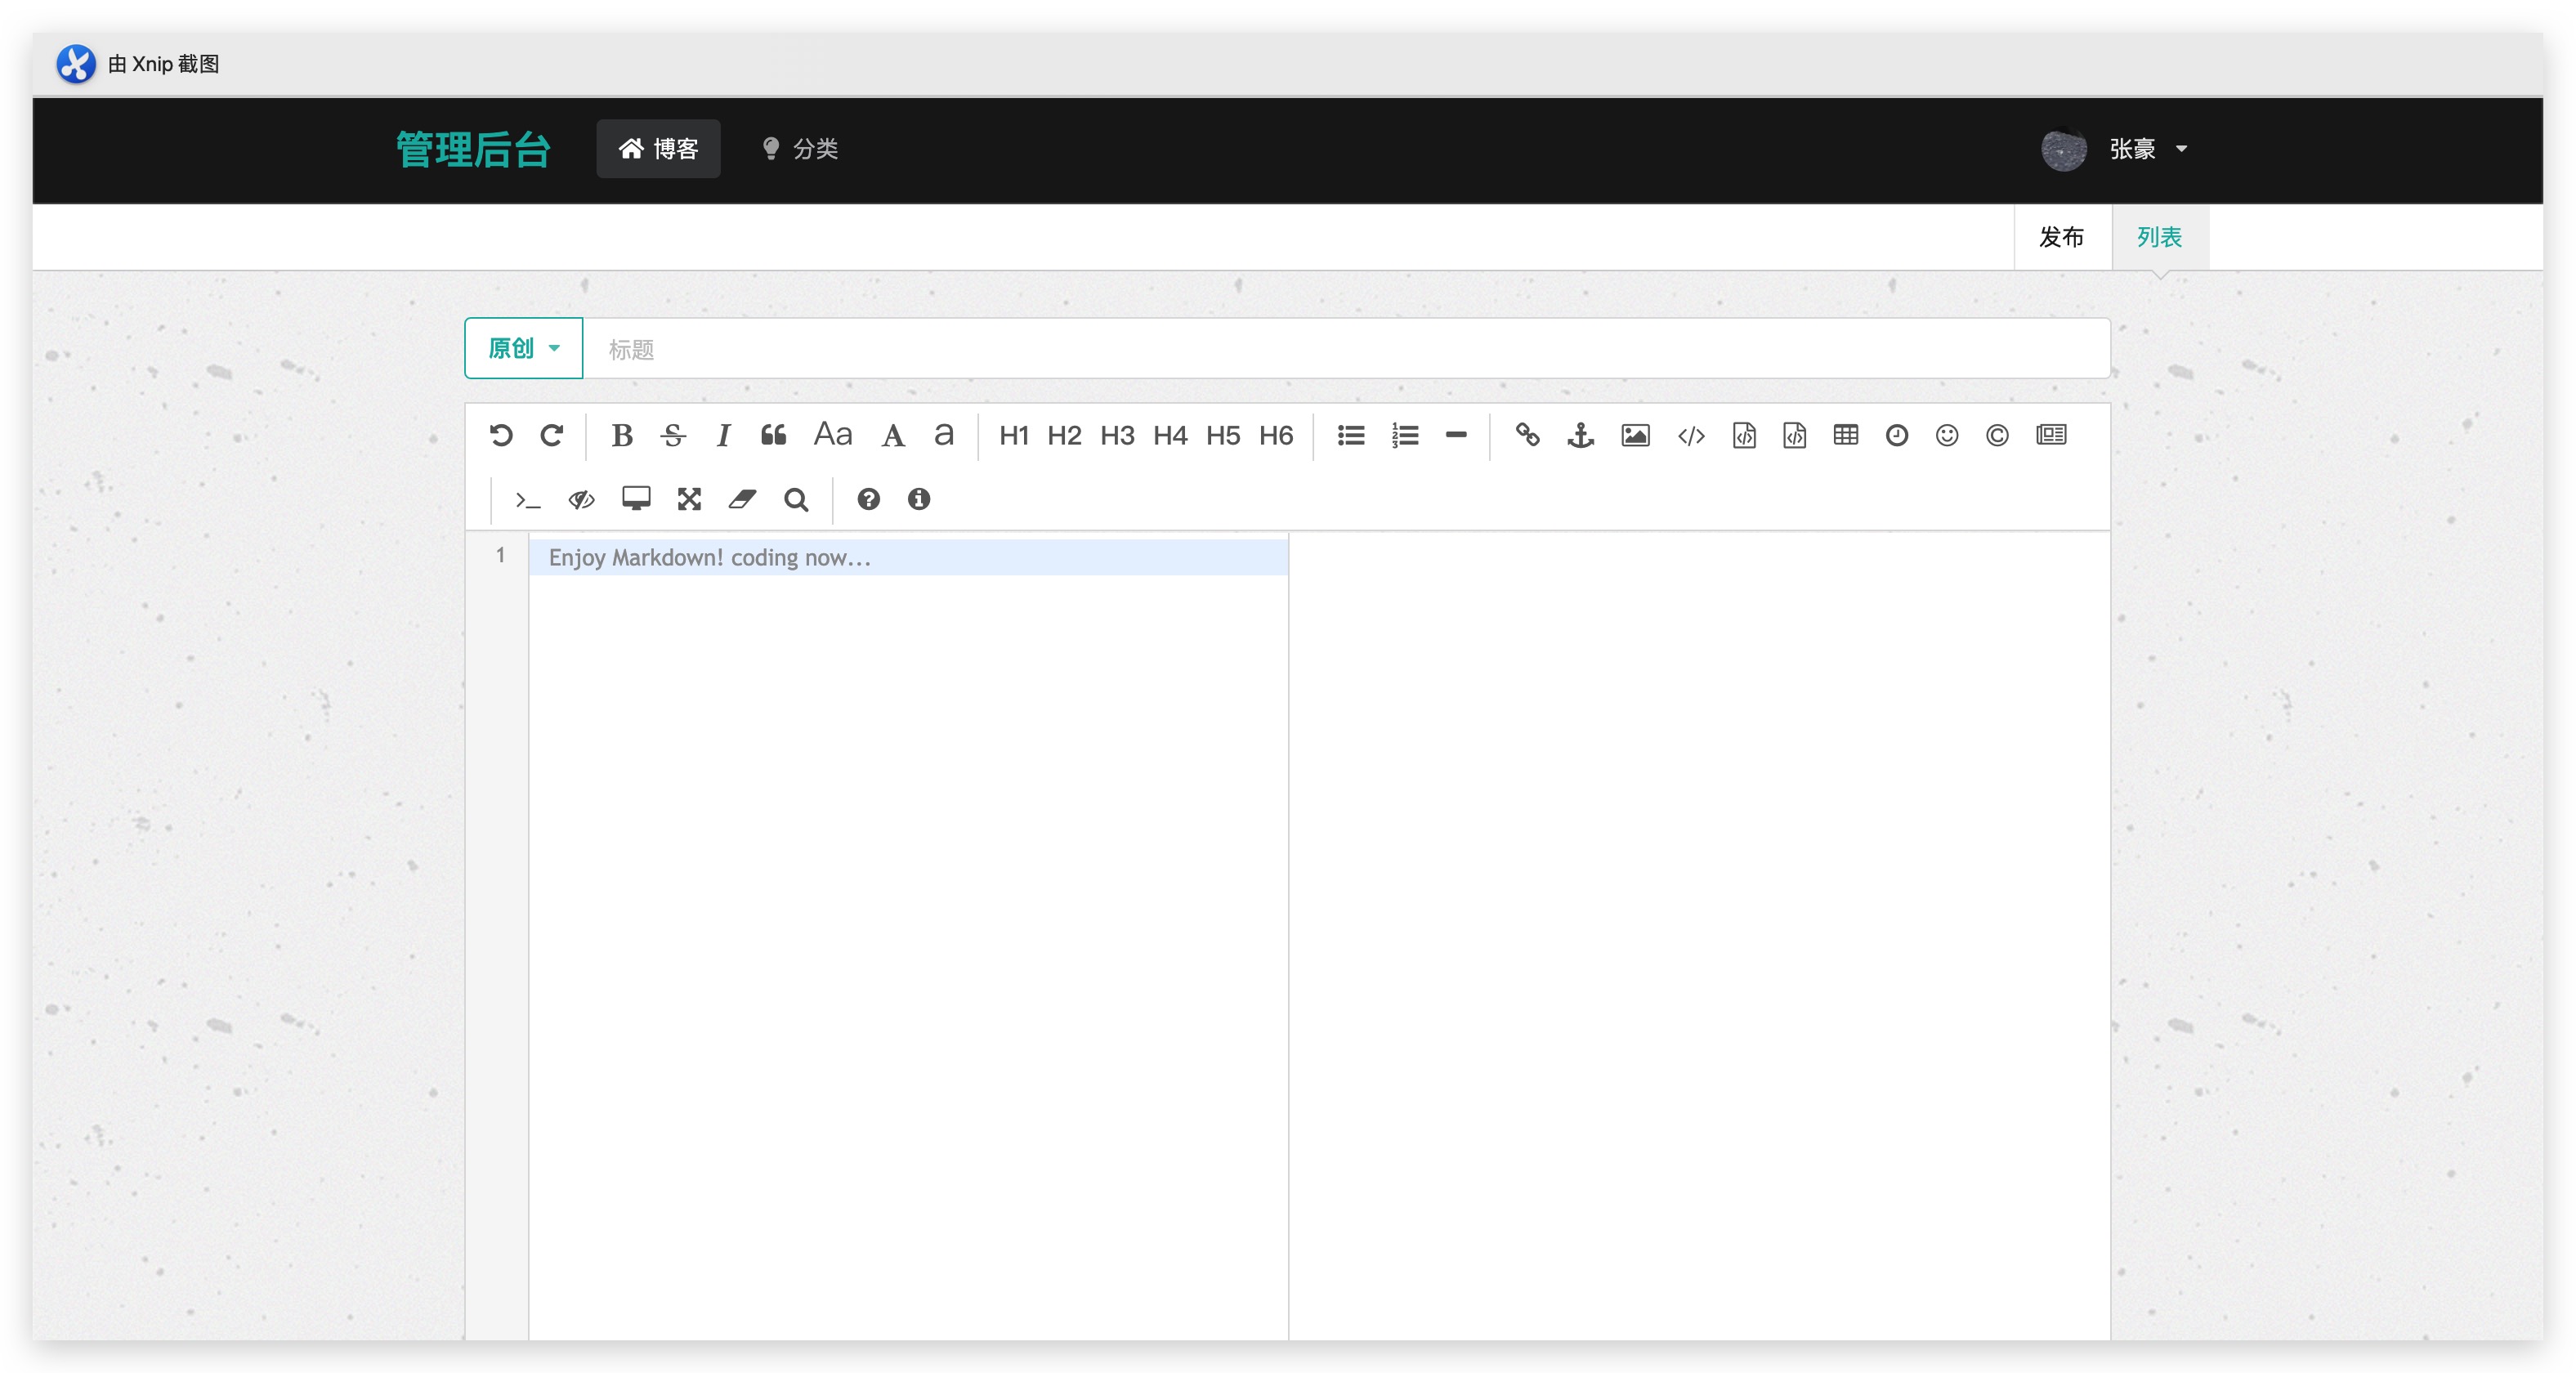 由 Xnip 截图
管理后台 博客 分类 张豪
发布 列表
原创 标题
B S I Aa A a H1 H2 H3 H4 H5 H6
1 Enjoy Markdown! coding now...